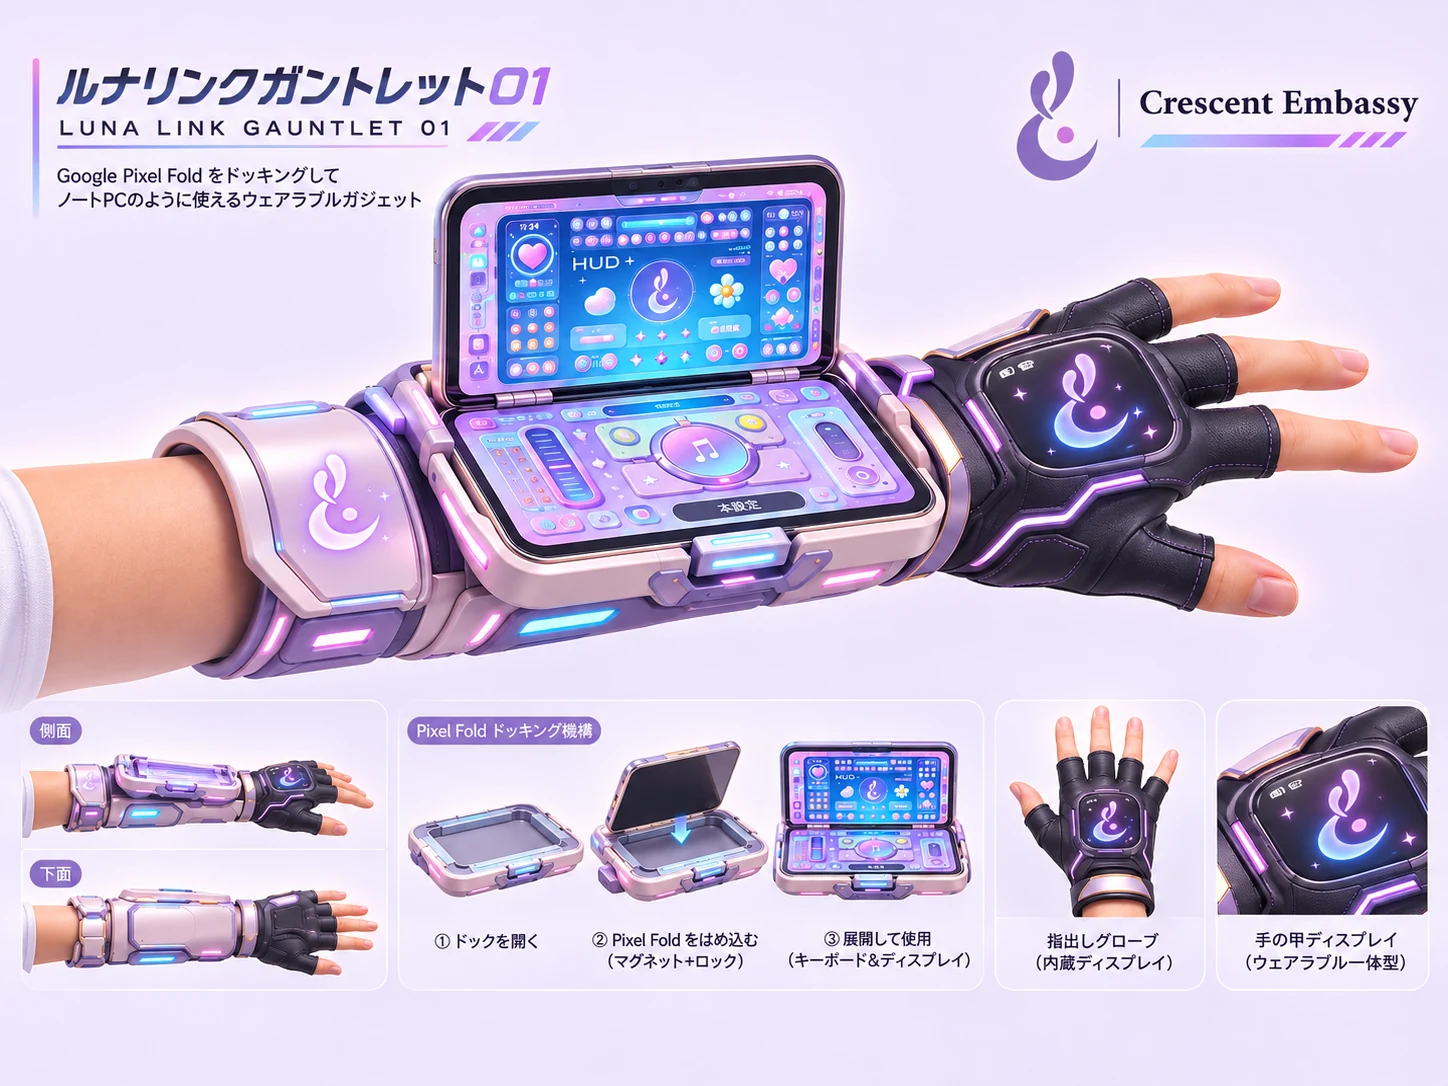 ルナリンクガントレット01
LUNA LINK GAUNTLET 01
Google Pixel Fold をドッキングして
ノートPCのように使えるウェアラブルガジェット
Crescent Embassy
HUD+
側面
下面
Pixel Fold ドッキング機構
HUD
① ドックを開く
② Pixel Fold をはめ込む
（マグネット+ロック）
③ 展開して使用
（キーボード&ディスプレイ）
指出しグローブ
（内蔵ディスプレイ）
手の甲ディスプレイ
（ウェアラブル一体型）